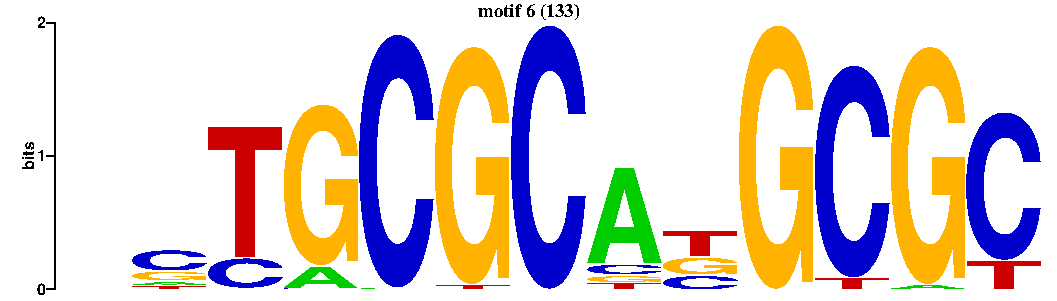 motif 6 (133)
2
bits
1
0
C T G C G C A T G C G C
G C A T C G T T A T
A G C
T T